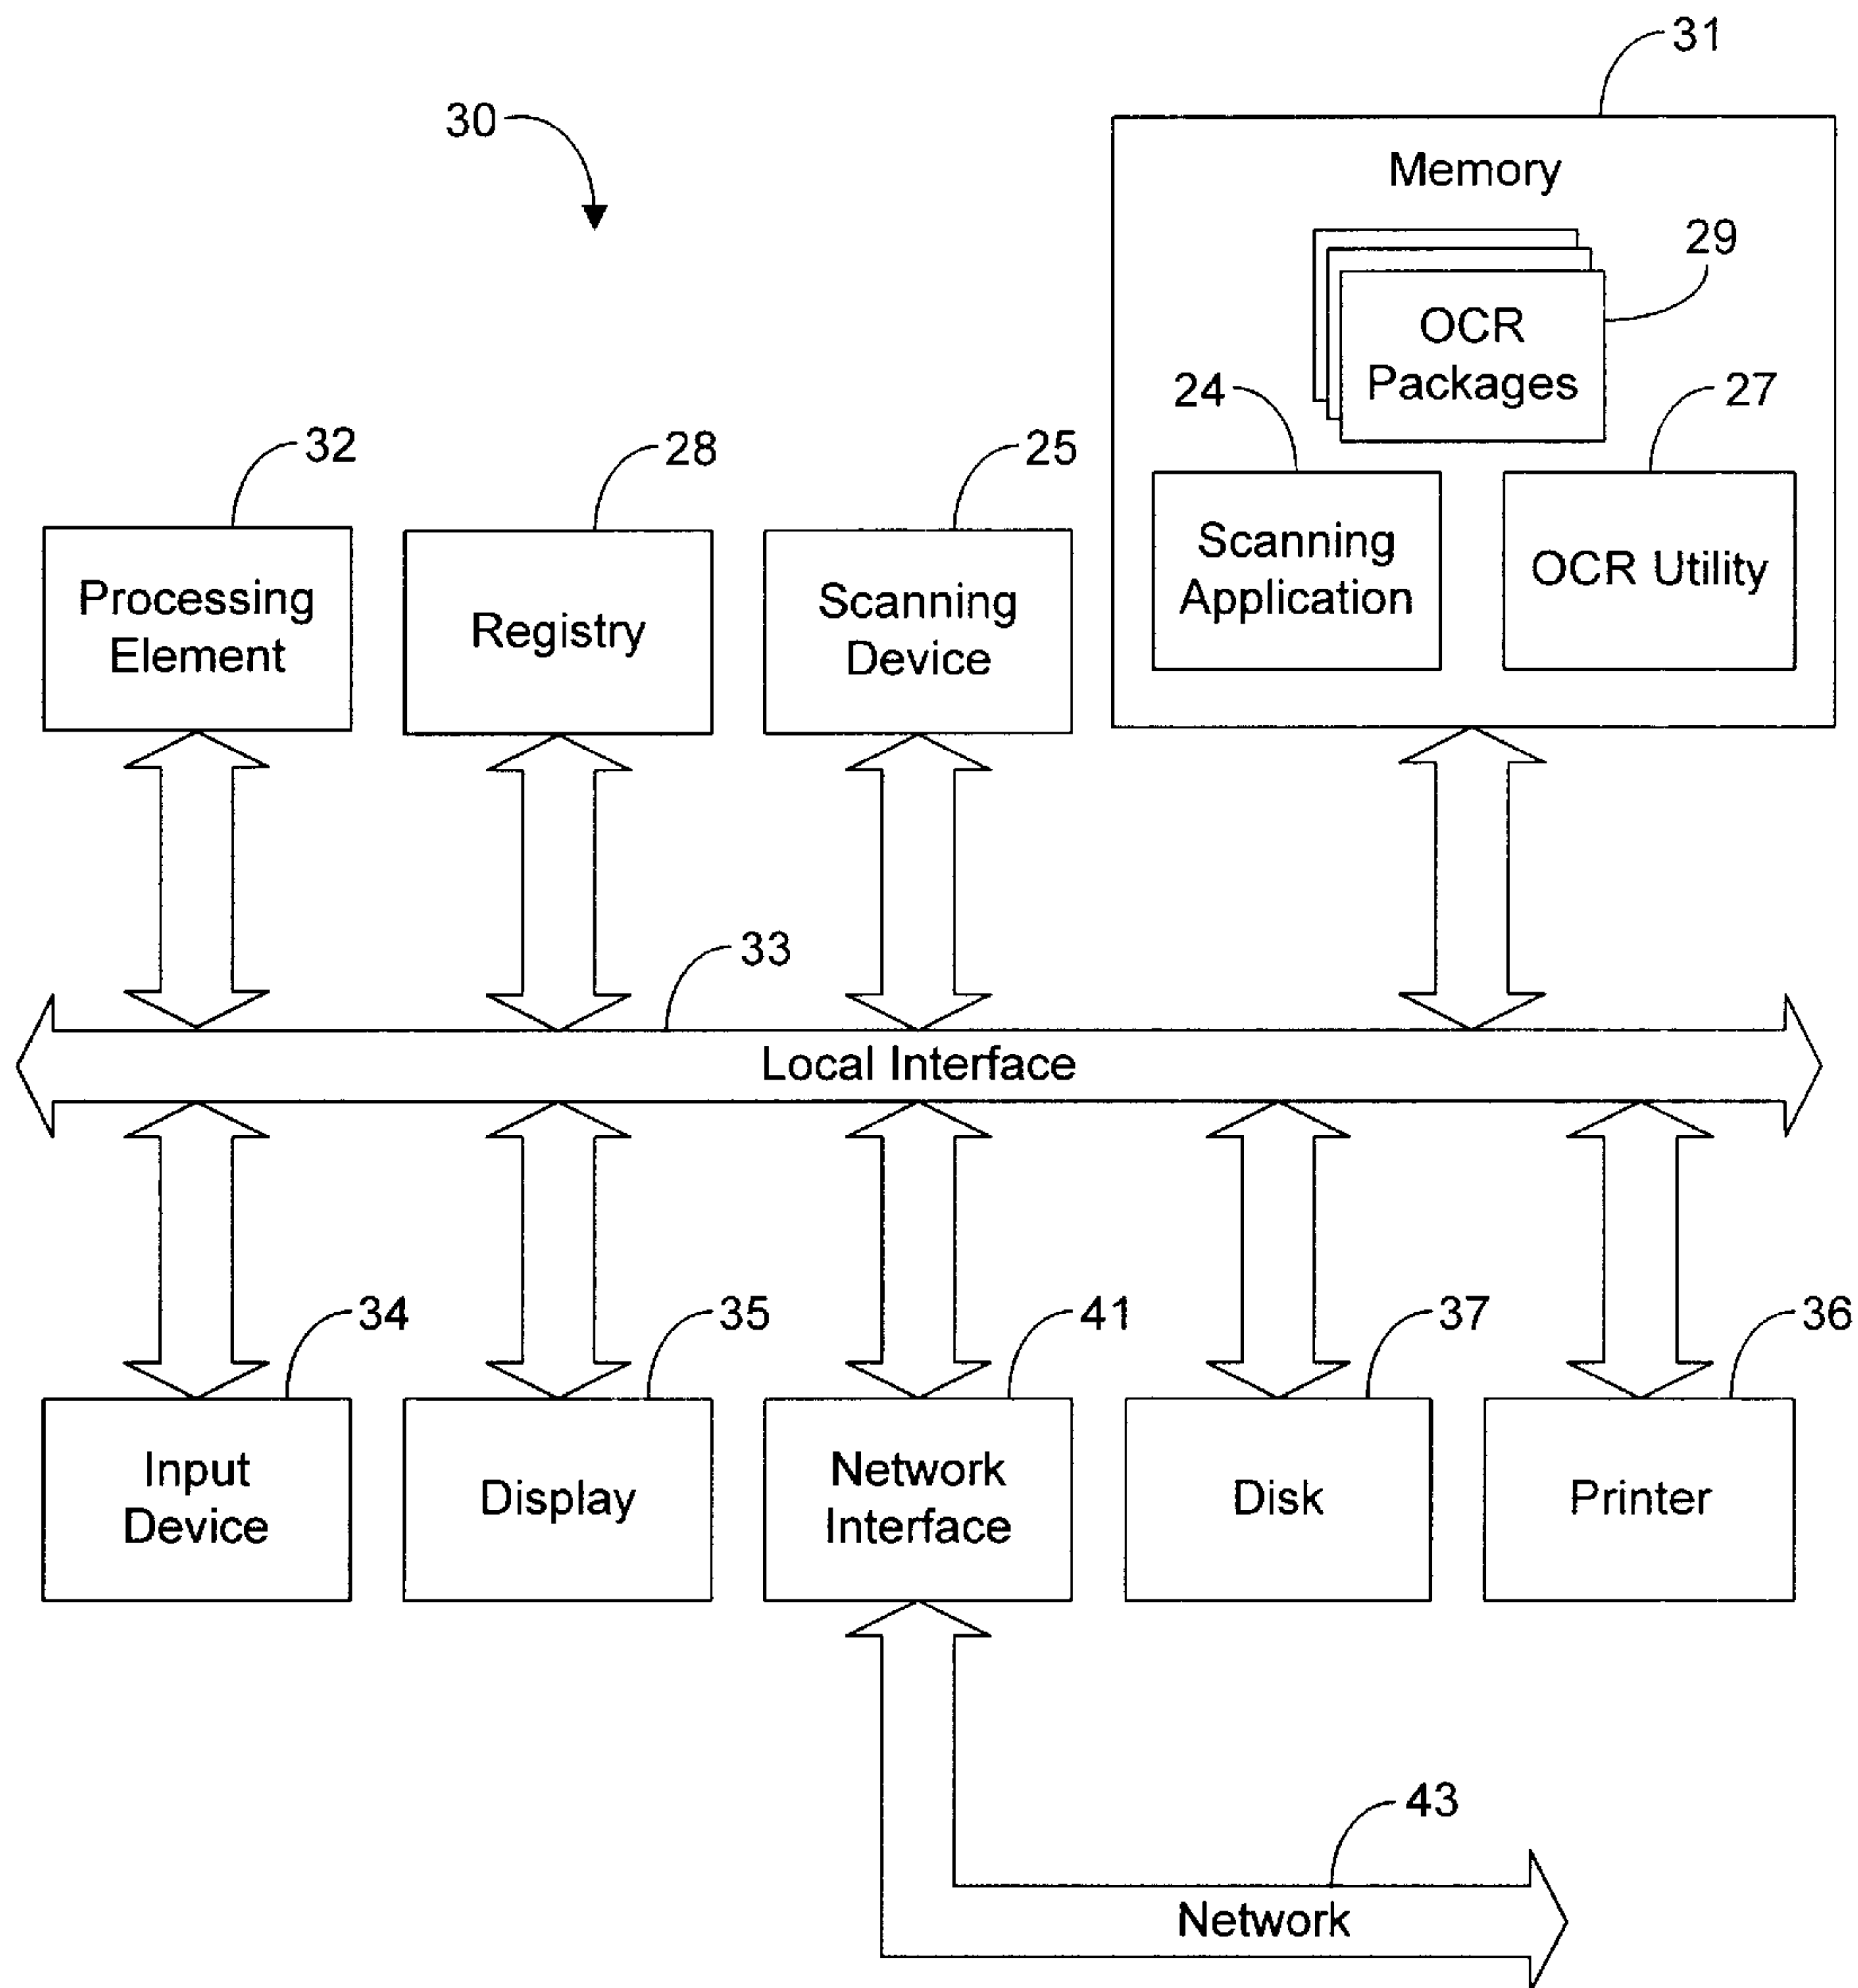 31
30
Memory
29
OCR
Packages
24
27
Scanning
Application
OCR Utility
32
28
25
Processing
Element
Registry
Scanning
Device
33
Local Interface
34
35
41
37
36
Input
Device
Display
Network
Interface
Disk
Printer
43
Network